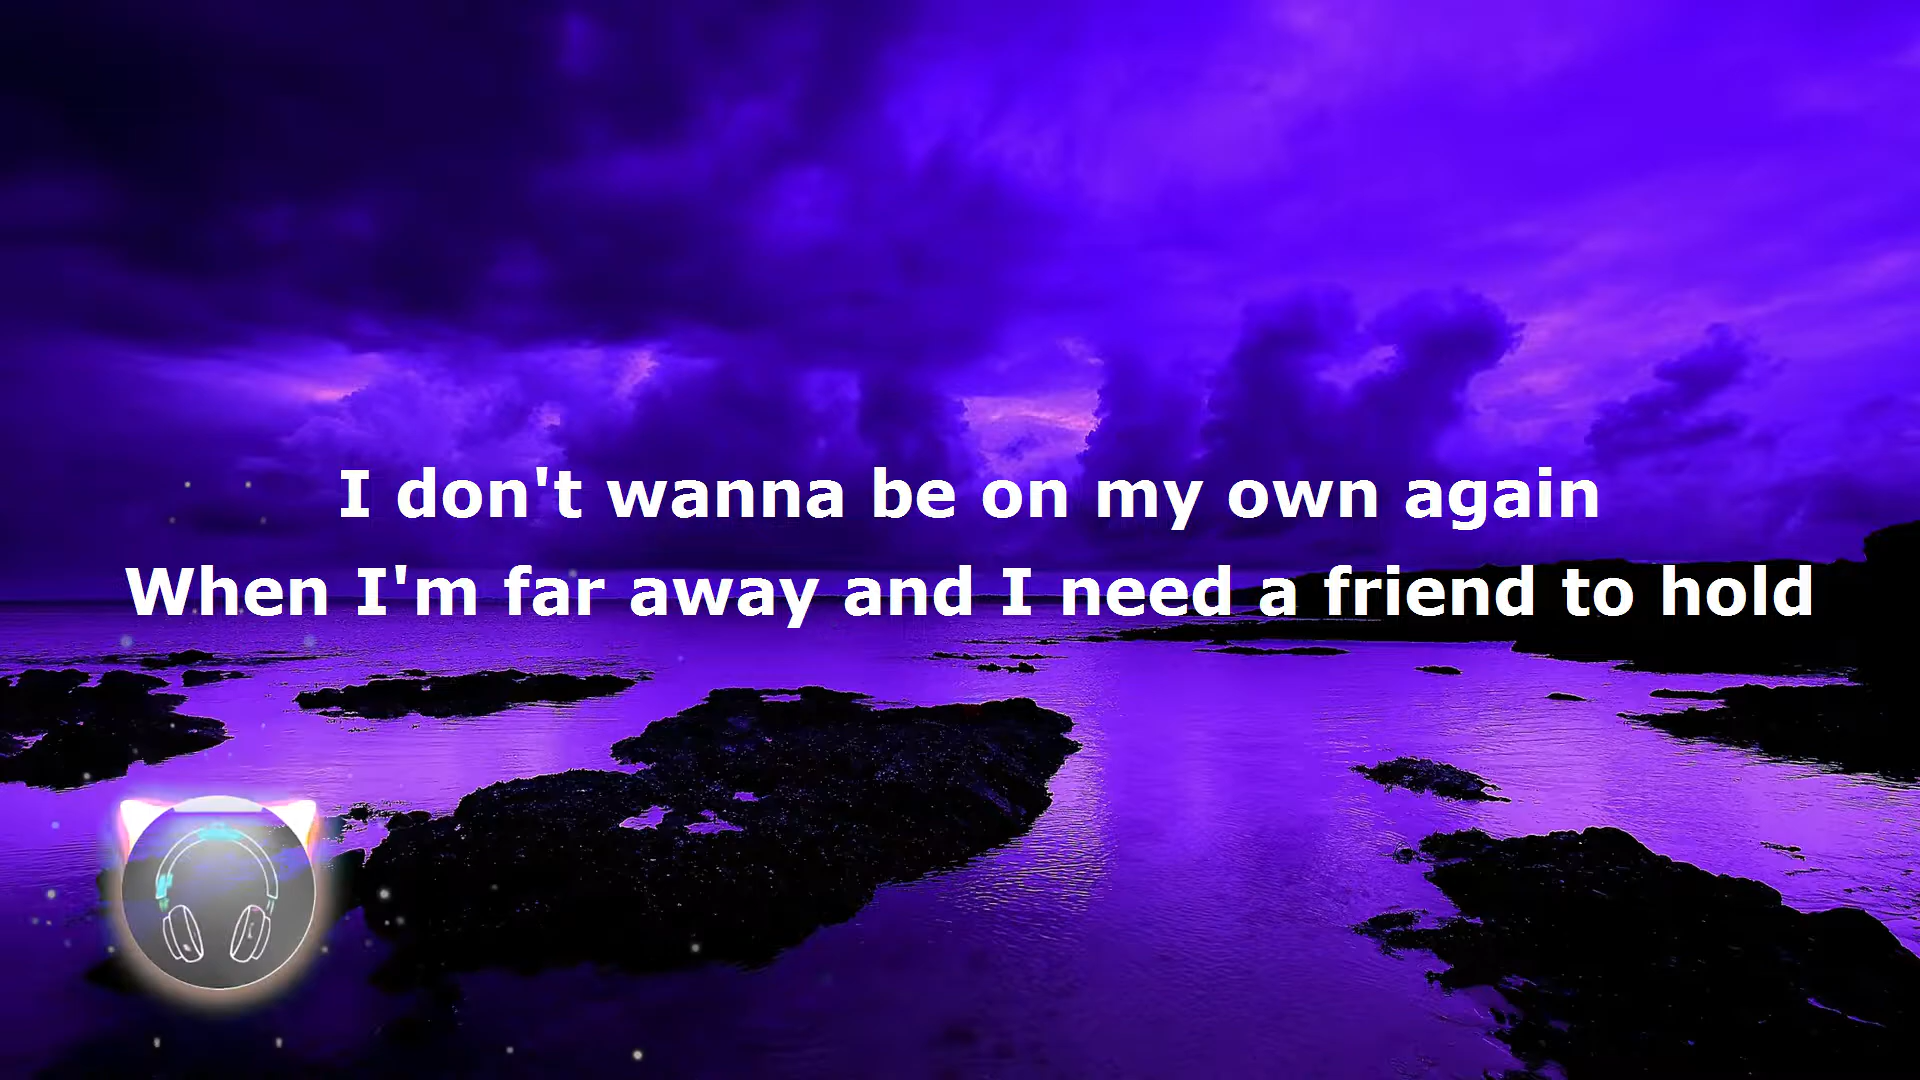 I don't wanna be on my own again
When I'm far away and I need a friend to hold